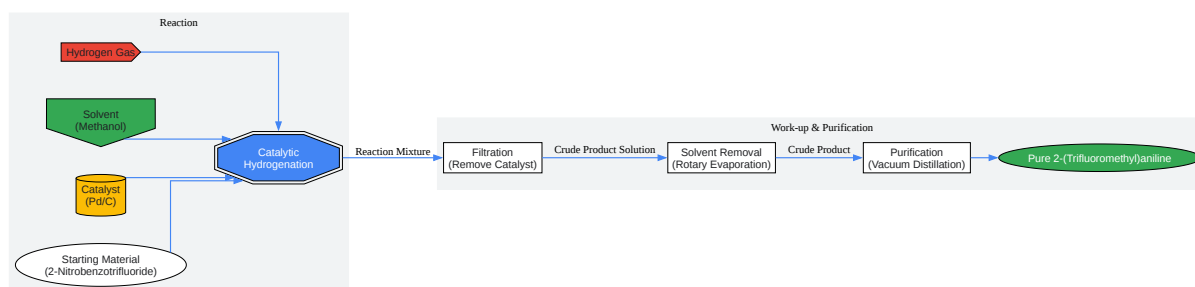 Reaction
Hydrogen Gas
Solvent
(Methanol)
Catalyst
(Pd/C)
Starting Material
(2-Nitrobenzotrifluoride)
Catalytic
Hydrogenation
Reaction Mixture
Work-up & Purification
Filtration
(Remove Catalyst)
Crude Product Solution
Solvent Removal
(Rotary Evaporation)
Crude Product
Purification
(Vacuum Distillation)
Pure 2-(Trifluoromethyl)aniline